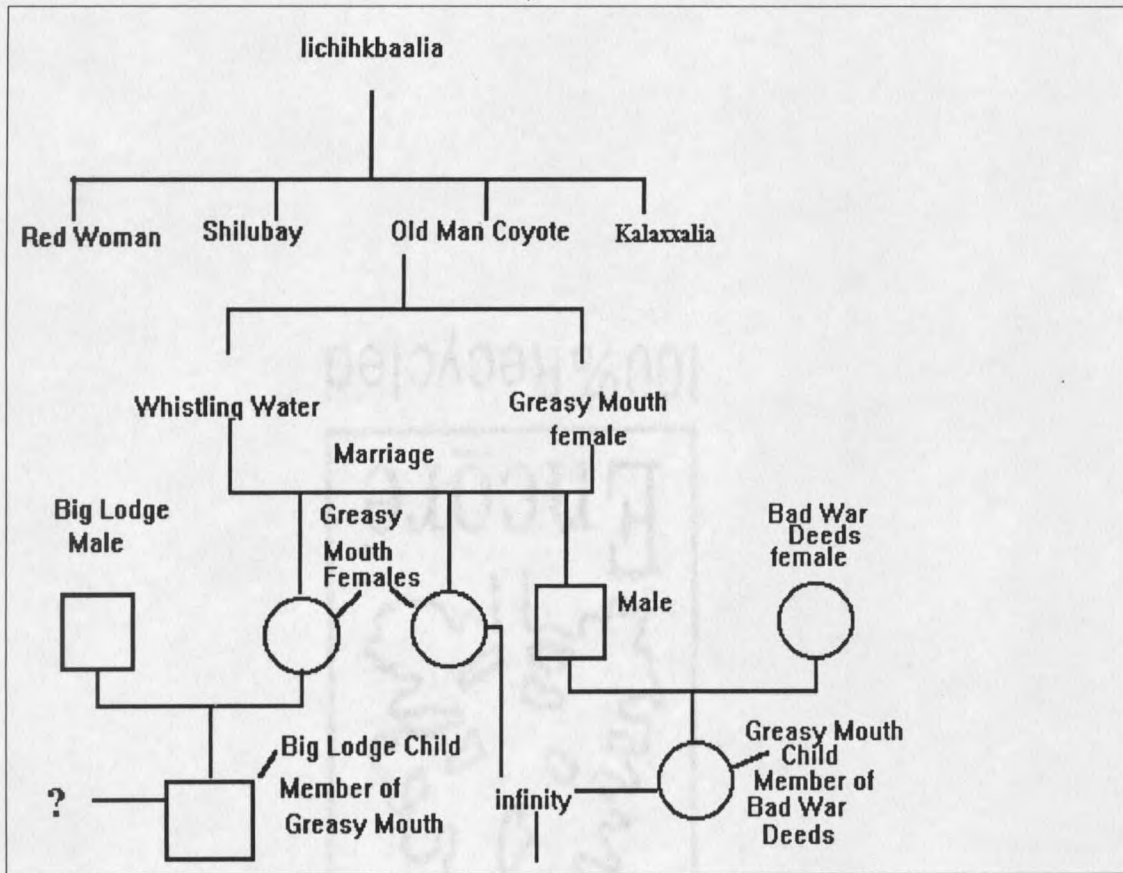 Iichihkbaalia
Red Woman
Shilubay
Old Man Coyote
Kalaxxalia
Whistling Water
Greasy Mouth
female
Marriage
Big Lodge
Male
Greasy
Mouth
Females
Male
Bad War
Deeds
female
Big Lodge Child
Member of
Greasy Mouth
?
infinity
Greasy Mouth
Child
Member of
Bad War
Deeds
100% Recycled